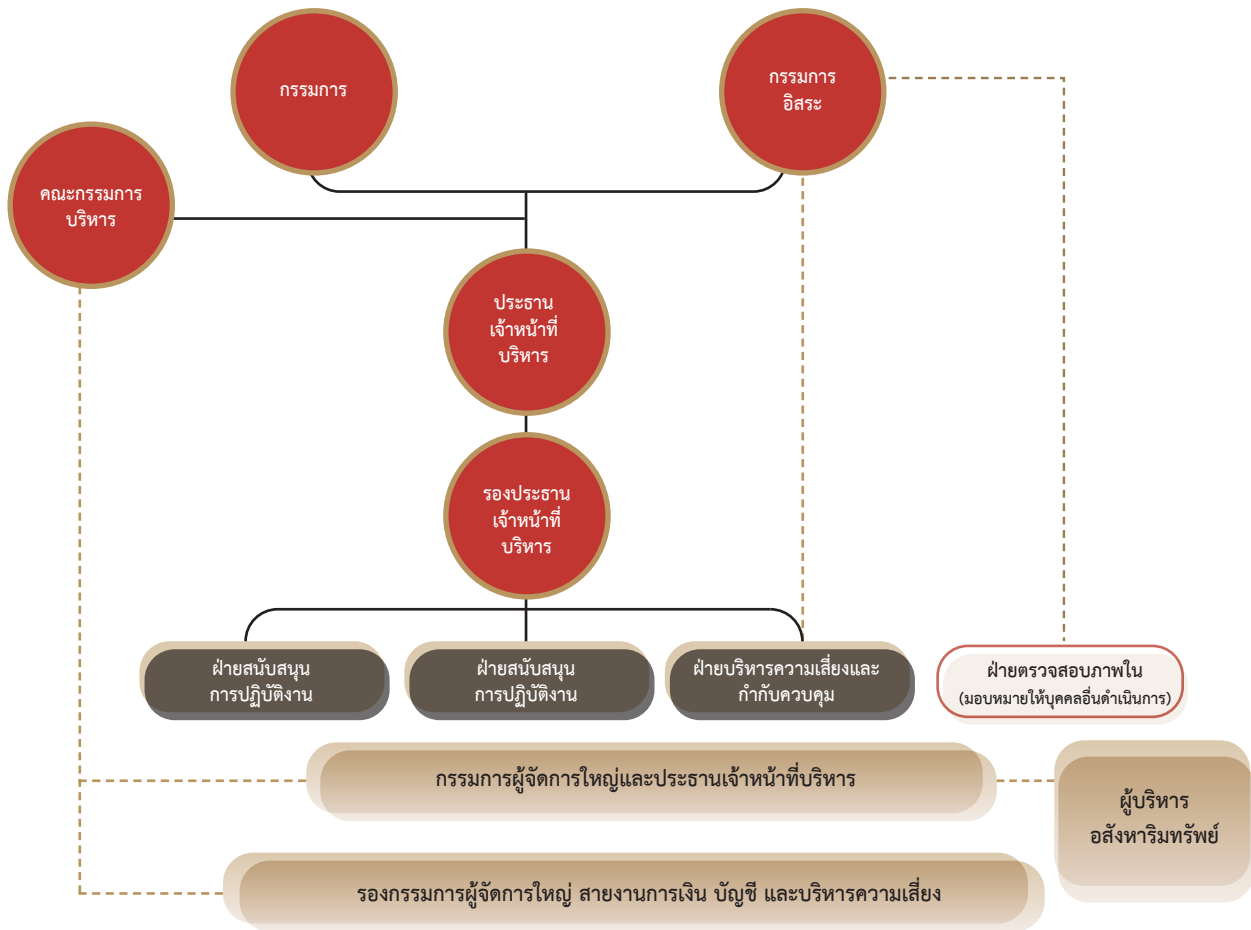 กรรมการ
กรรมการ
อิสระ
คณะกรรมการ
บริหาร
ประธาน
เจ้าหน้าที่
บริหาร
รองประธาน
เจ้าหน้าที่
บริหาร
ฝ่ายสนับสนุน
การปฏิบัติงาน
ฝ่ายสนับสนุน
การปฏิบัติงาน
ฝ่ายบริหารความเสี่ยงและ
กำกับควบคุม
ฝ่ายตรวจสอบภายใน
(มอบหมายให้บุคคลอื่นดำเนินการ)
กรรมการผู้จัดการใหญ่และประธานเจ้าหน้าที่บริหาร
ผู้บริหาร
อสังหาริมทรัพย์
รองกรรมการผู้จัดการใหญ่ สายงานการเงิน บัญชี และบริหารความเสี่ยง